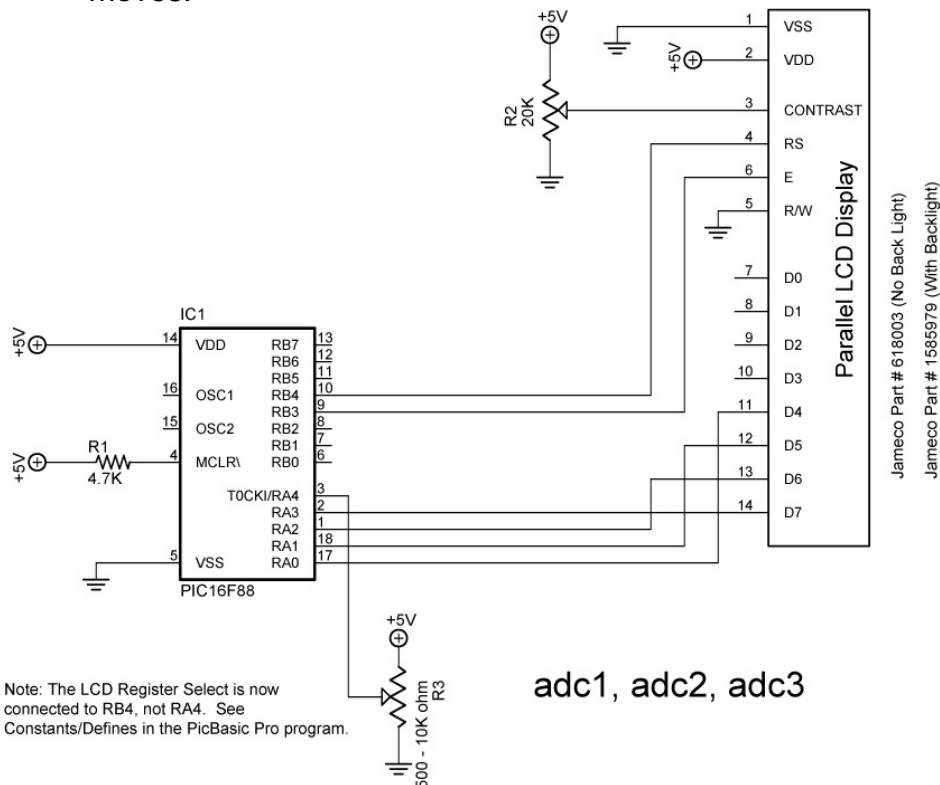 +5V
R2
20K
+5V
1
VSS
2
VDD
3
CONTRAST
4
RS
6
E
5
R/W
7
D0
8
D1
9
D2
10
D3
11
D4
12
D5
13
D6
14
D7
Parallel LCD Display
Jameco Part # 618003 (No Back Light)
Jameco Part # 1585979 (With Backlight)
IC1
+5V
14
VDD
16
OSC1
15
OSC2
+5V
R1
4.7K
4
MCLR\
5
VSS
RB7
13
RB6
12
RB5
11
RB4
10
RB3
9
RB2
8
RB1
7
RB0
6
T0CKI/RA4
3
RA3
2
RA2
1
RA1
18
RA0
17
PIC16F88
+5V
R3
500 - 10K ohm
adc1, adc2, adc3
Note: The LCD Register Select is now
connected to RB4, not RA4. See
Constants/Defines in the PicBasic Pro program.